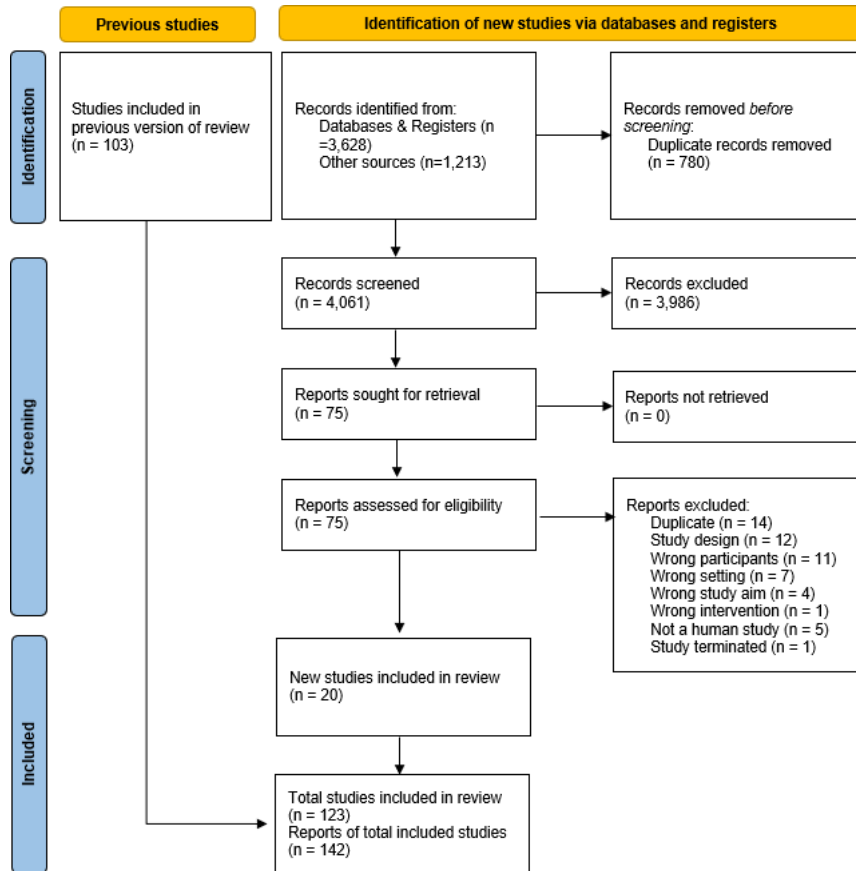 Previous studies
Identification of new studies via databases and registers
Identification
Studies included in
previous version of review
(n = 103)
Records identified from:
Databases & Registers (n
=3,628)
Other sources (n=1,213)
Records removed before
screening:
Duplicate records removed
(n = 780)
Screening
Records screened
(n = 4,061)
Records excluded
(n = 3,986)
Reports sought for retrieval
(n = 75)
Reports not retrieved
(n = 0)
Reports assessed for eligibility
(n = 75)
Reports excluded:
Duplicate (n = 14)
Study design (n = 12)
Wrong participants (n = 11)
Wrong setting (n = 7)
Wrong study aim (n = 4)
Wrong intervention (n = 1)
Not a human study (n = 5)
Study terminated (n = 1)
Included
New studies included in review
(n = 20)
Total studies included in review
(n = 123)
Reports of total included studies
(n = 142)